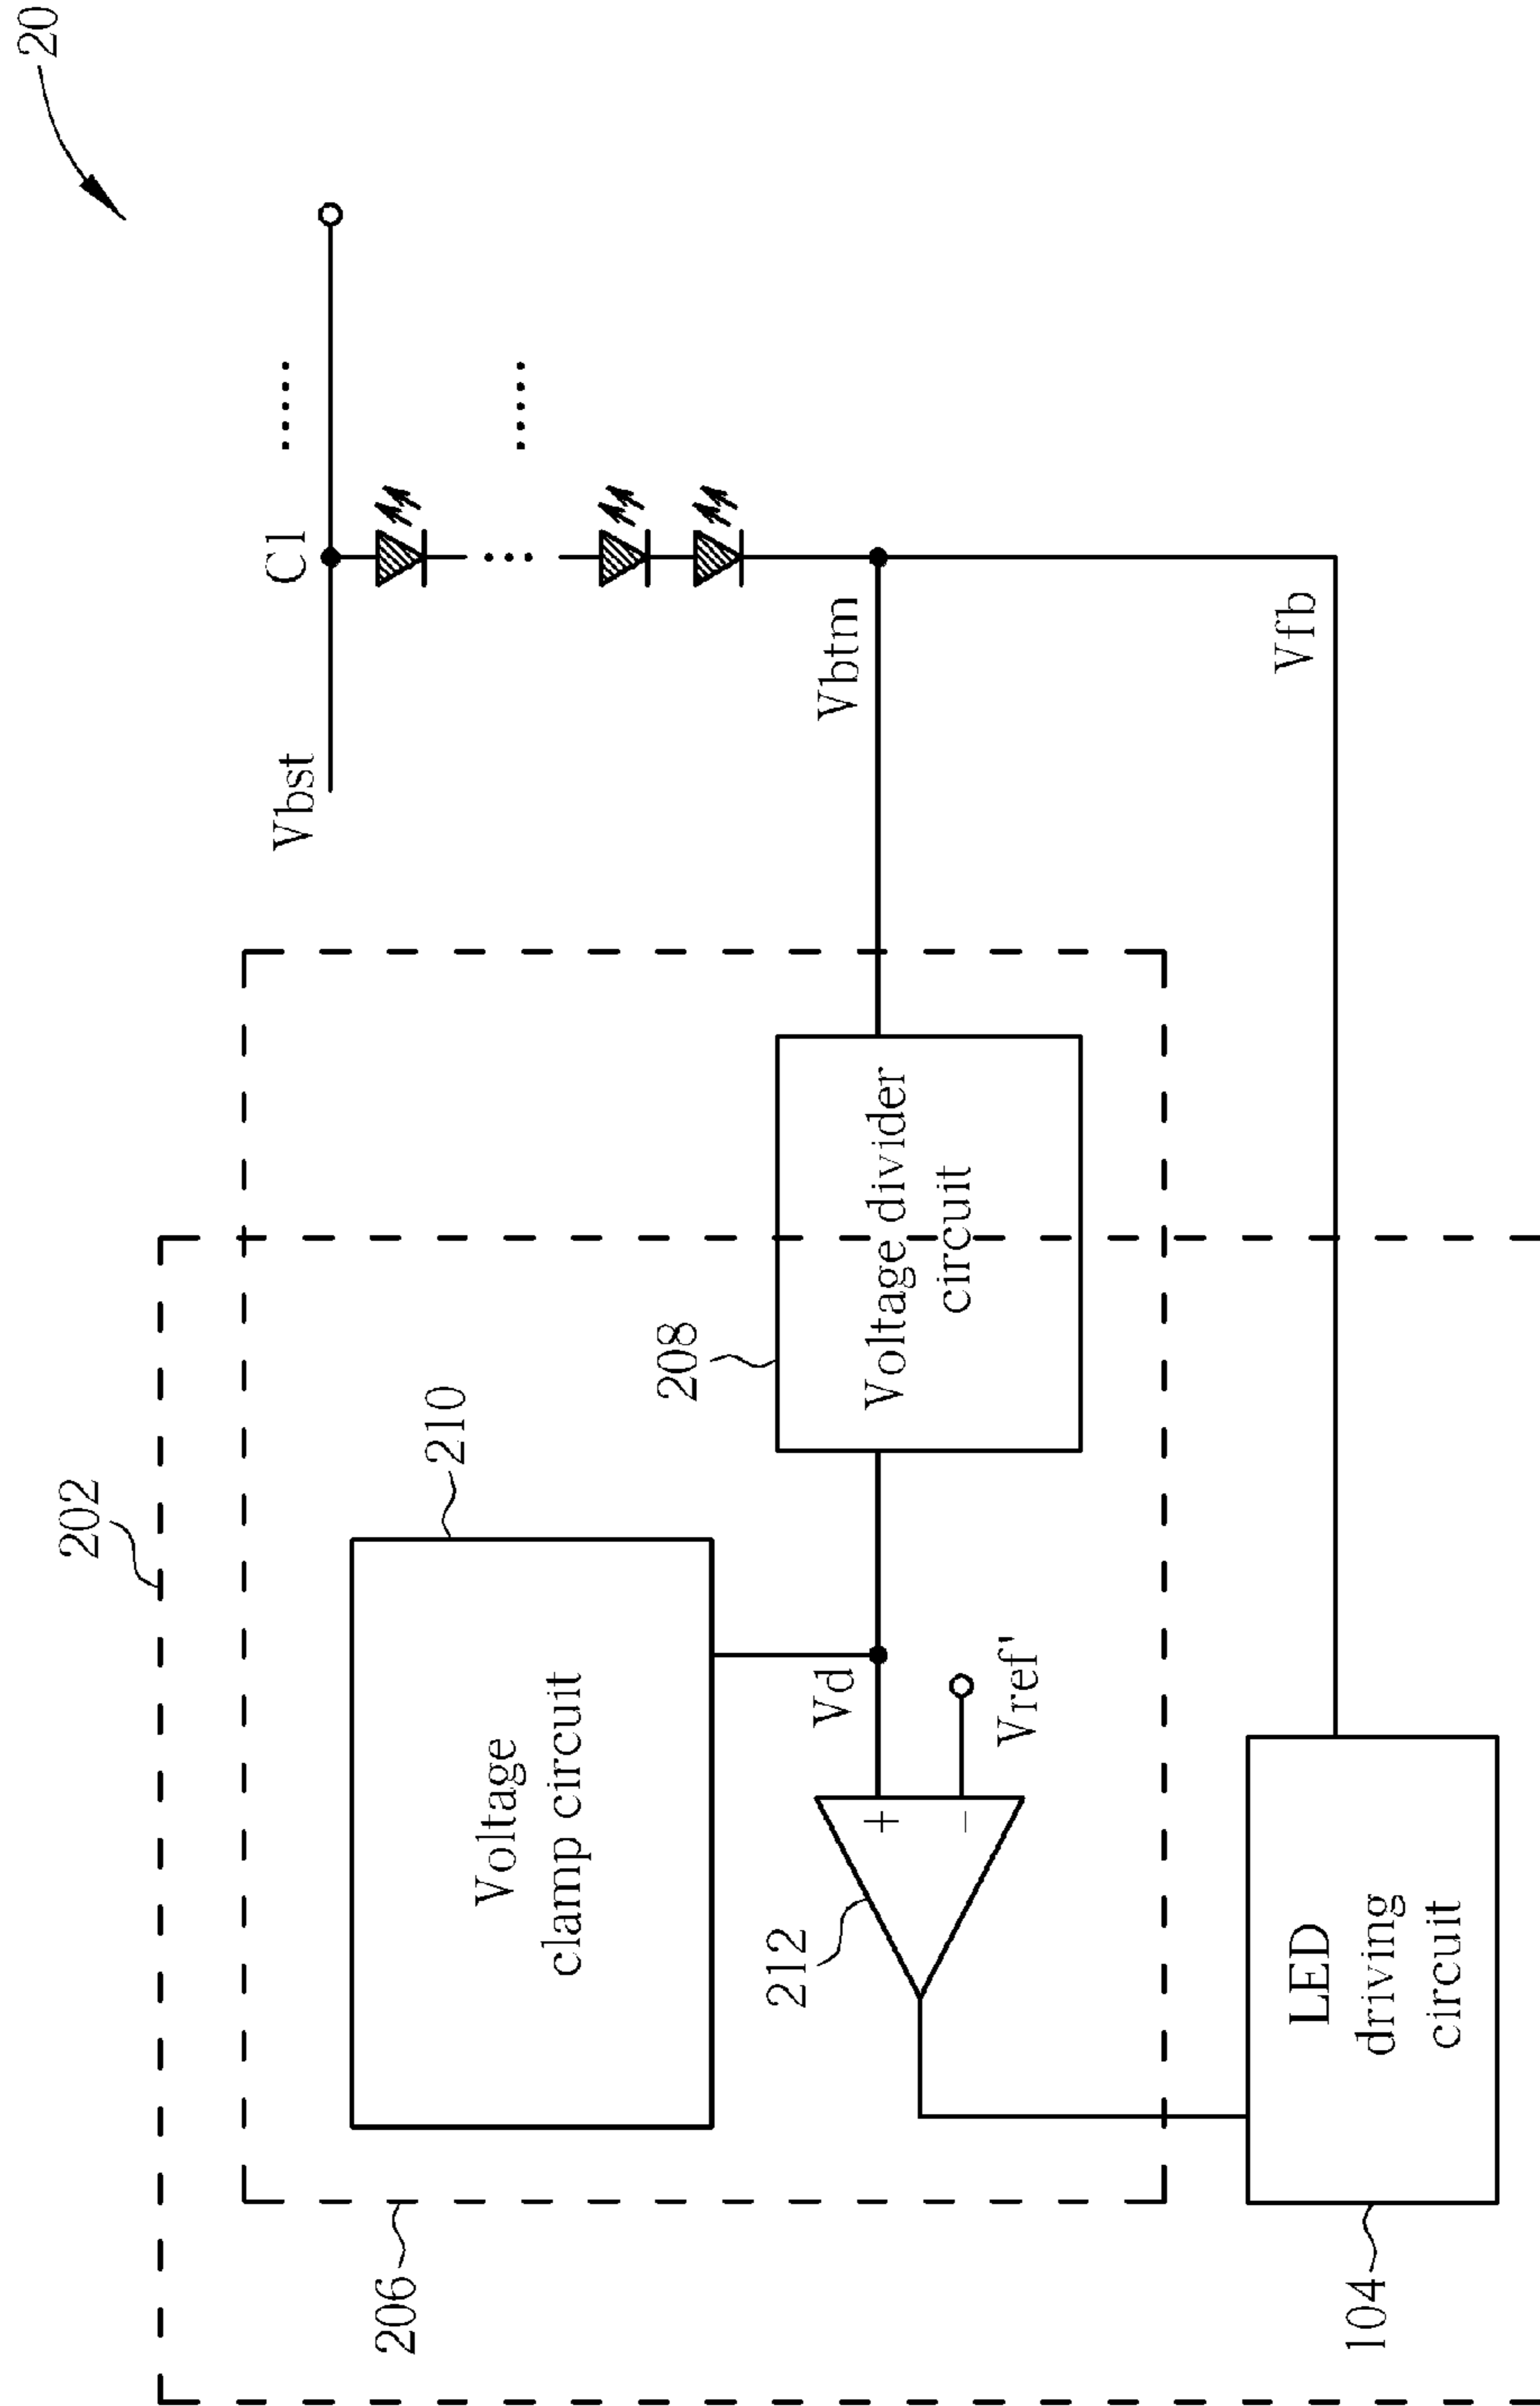 20
C1
Vbst
Vbtm
Vfb
202
210
208
Voltage divider
circuit
Voltage
clamp circuit
Vd
Vref'
+
−
212
LED
driving
circuit
206
104